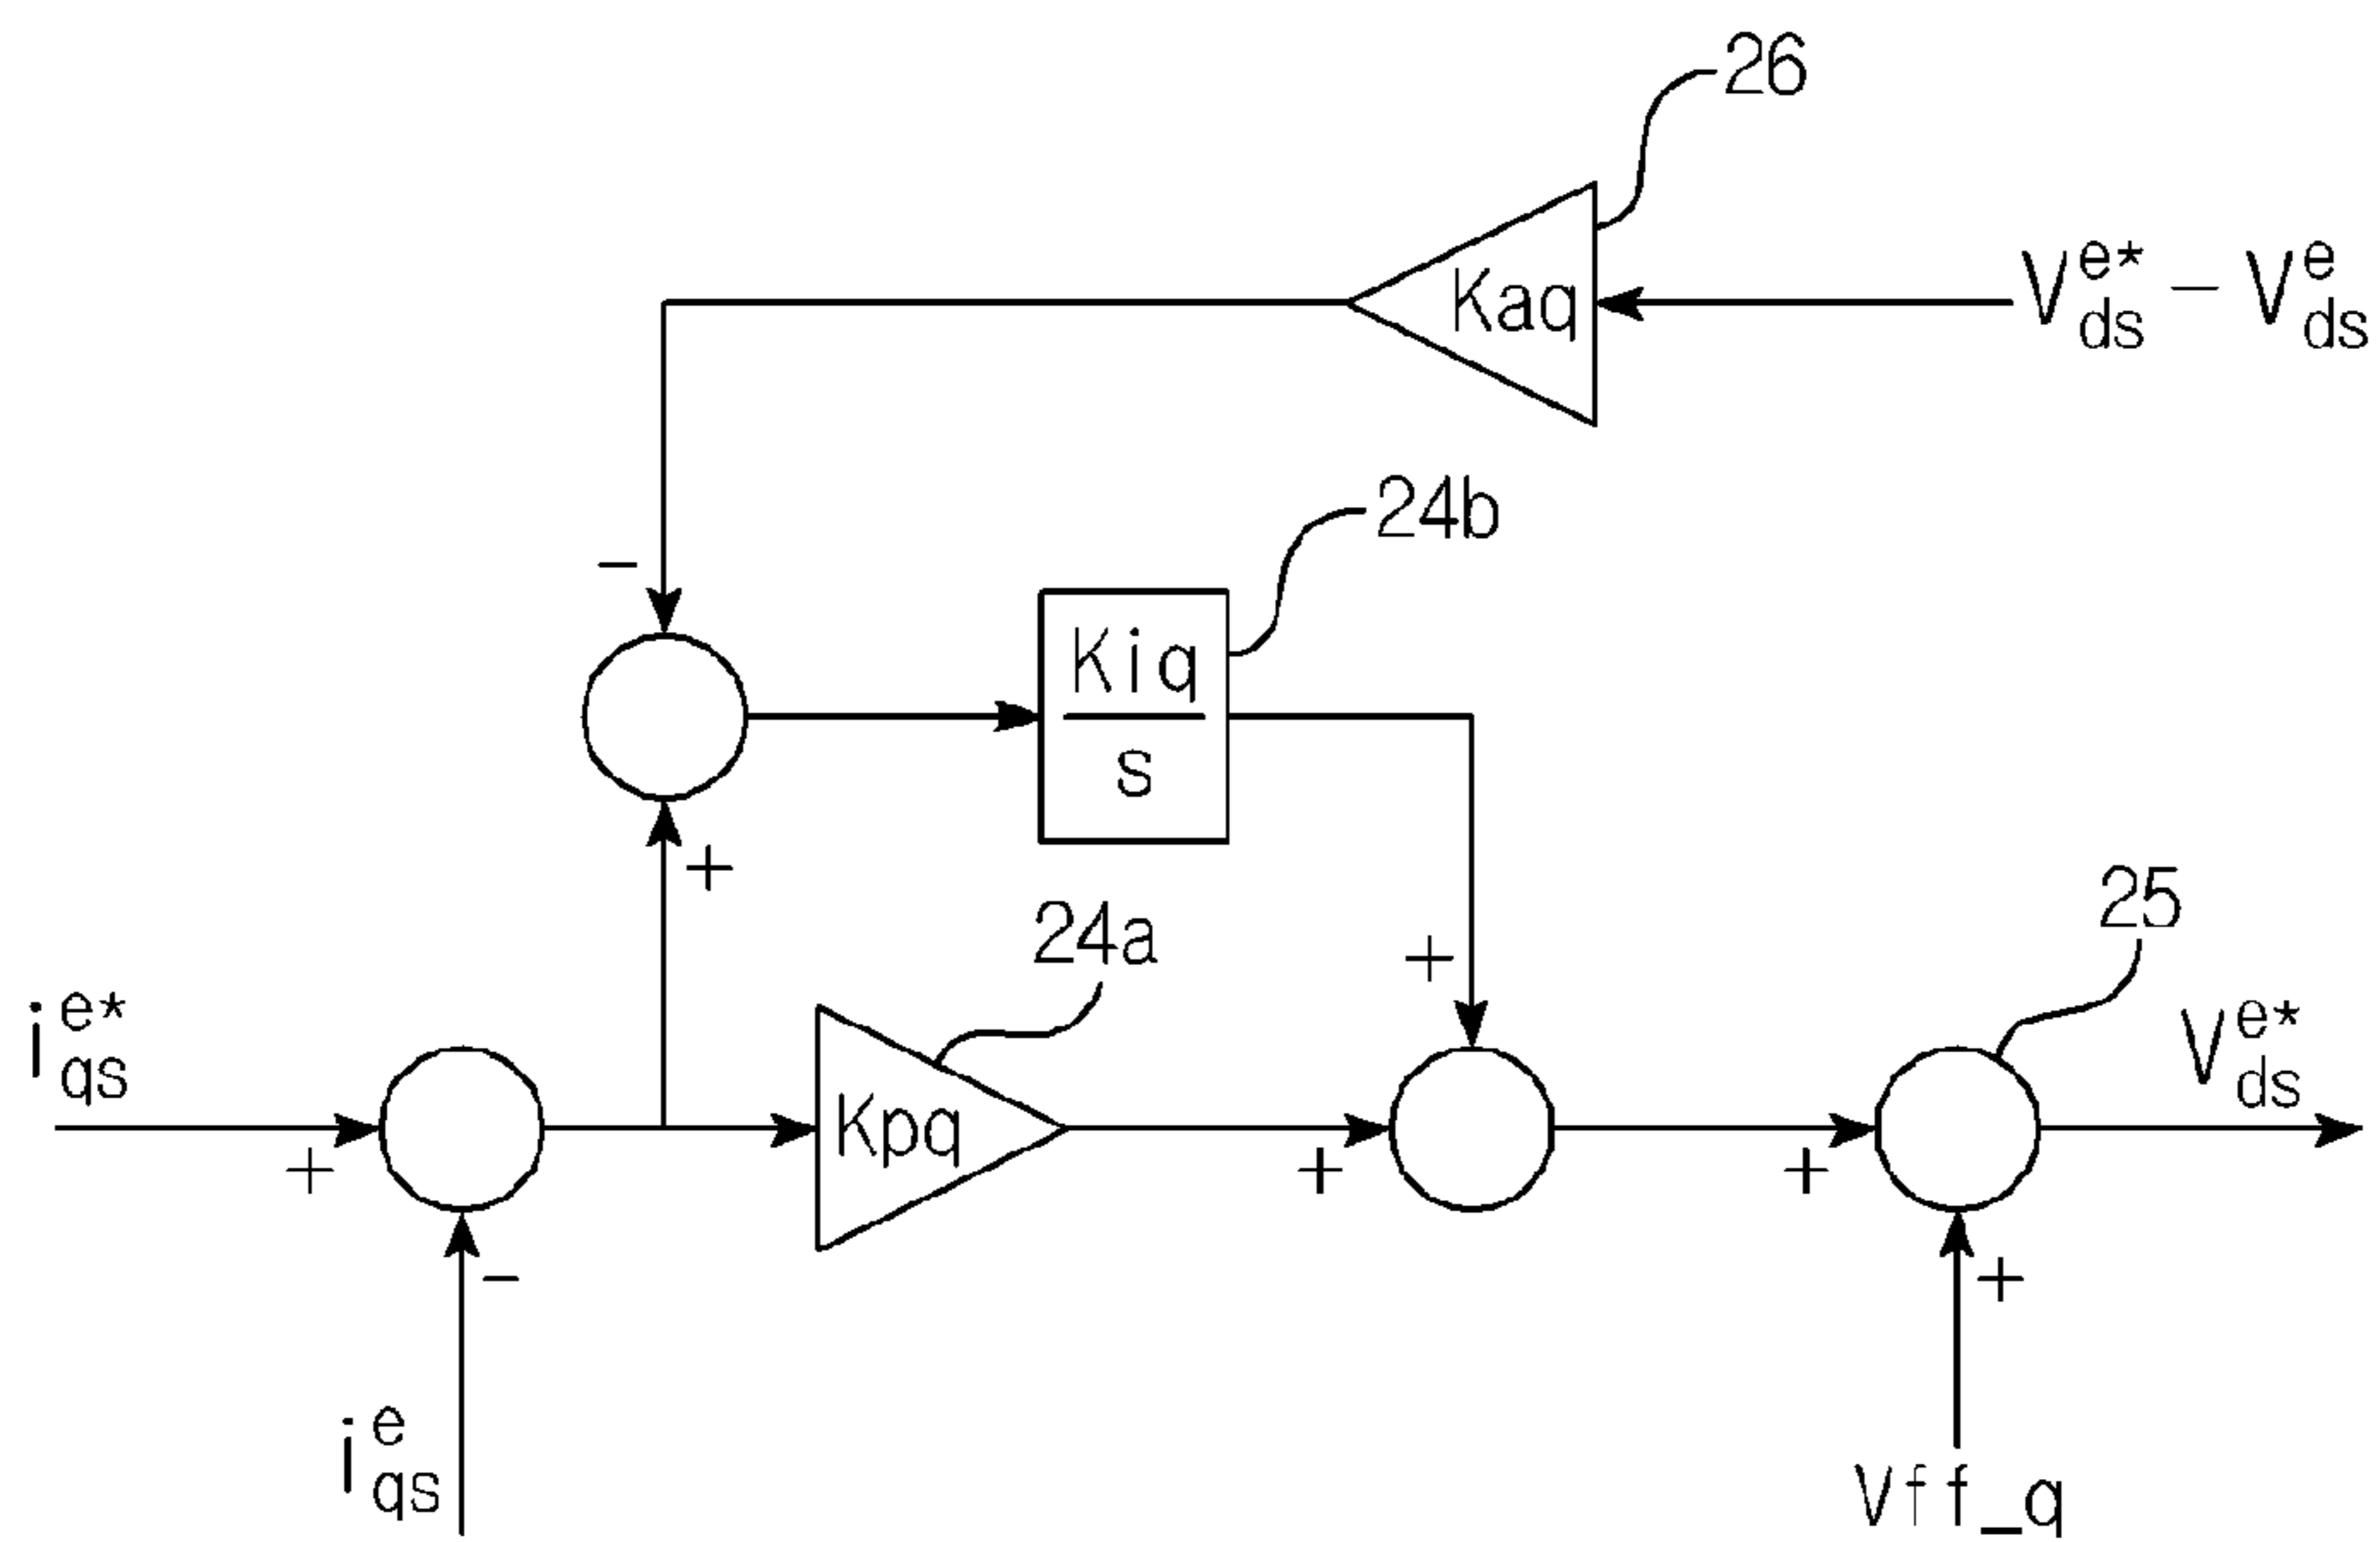 26
Kaq
V^{e*}_{ds} − V^{e}_{ds}
24b
−
Kiq
s
+
24a
+
25
i^{e*}_{qs}
V^{e*}_{ds}
Kpq
+
+
+
−
+
i^{e}_{qs}
Vff_q